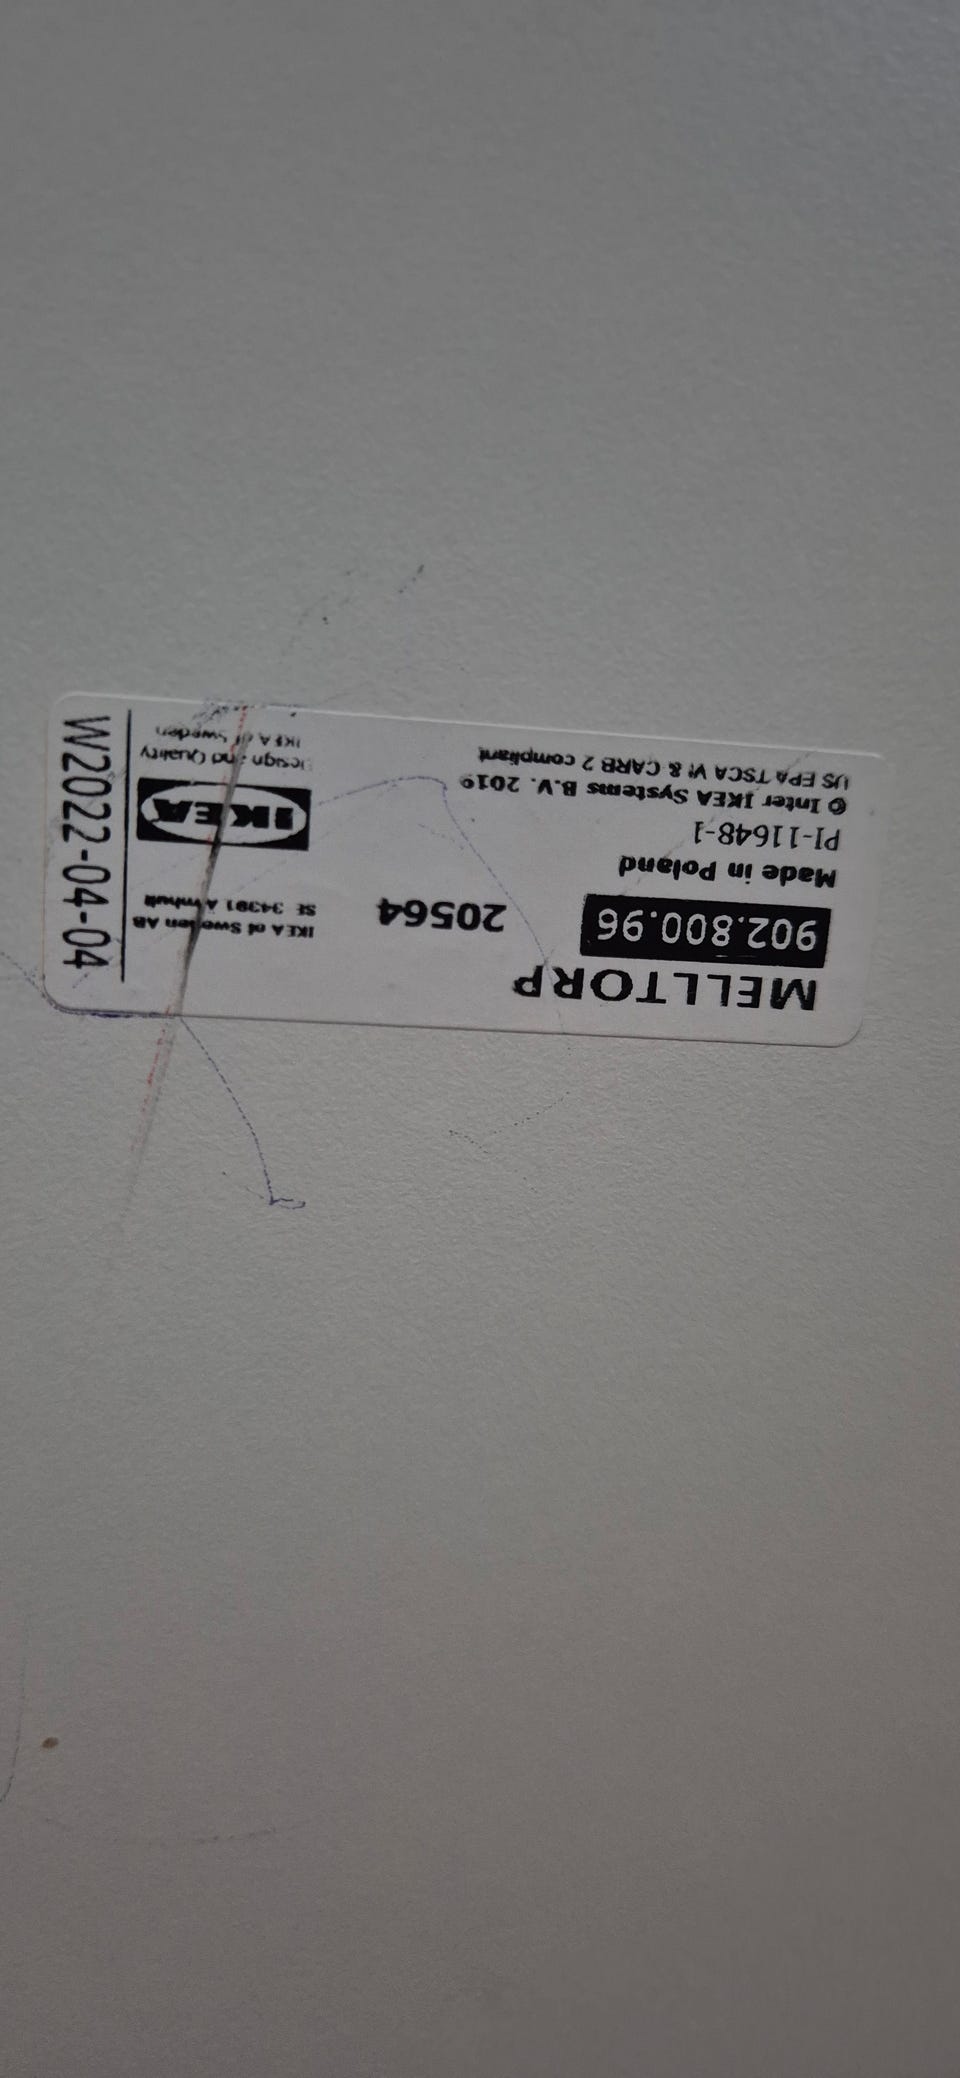 MELLTORP
902.800.96
20564
Made in Poland
PI-11648-1
© Inter IKEA Systems B.V. 2019
US EPA TSCA VI & CARB 2 compliant
IKEA of Sweden AB
SE 34391 Älmhult
IKEA
Design and Quality
IKEA of Sweden
W2022-04-04